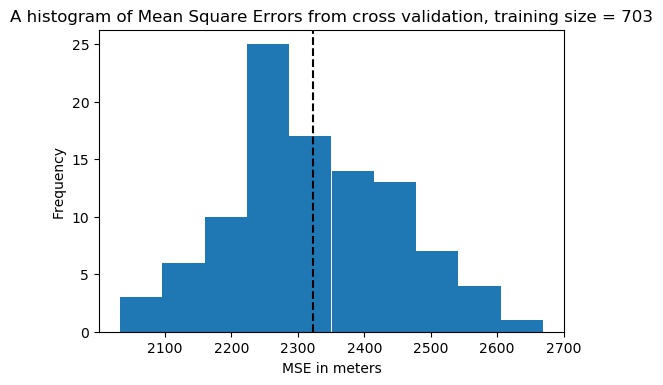 A histogram of Mean Square Errors from cross validation, training size = 703
25
20
15
10
5
0
Frequency
2100 2200 2300 2400 2500 2600 2700
MSE in meters